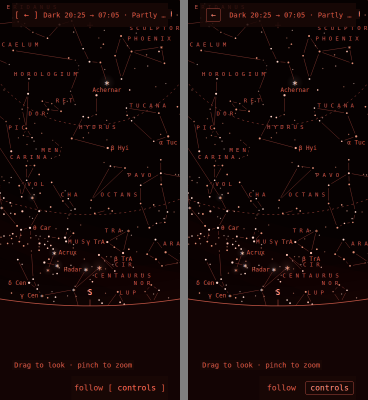 [ ← ] Dark 20:25 → 07:05 · Partly …
SCULPTOR
PHOENIX
CAELUM
HOROLOGIUM
Achernar
RET
TUCANA
DOR
PIC
HYDRUS
α Tuc
MEN
β Hyi
CARINA
PAVO
VOL
CHA
OCTANS
θ Car
TRA
MUS
γ TrA
ARA
Acrux
β TrA
Hadar
CIR
CENTAURUS
δ Cen
NOR
γ Cen
LUP
S
Drag to look · pinch to zoom
follow [ controls ]
← Dark 20:25 → 07:05 · Partly …
SCULPTOR
PHOENIX
CAELUM
HOROLOGIUM
Achernar
RET
TUCANA
DOR
PIC
HYDRUS
α Tuc
MEN
β Hyi
CARINA
PAVO
VOL
CHA
OCTANS
θ Car
TRA
MUS
γ TrA
ARA
Acrux
β TrA
Hadar
CIR
CENTAURUS
δ Cen
NOR
γ Cen
LUP
S
Drag to look · pinch to zoom
follow controls